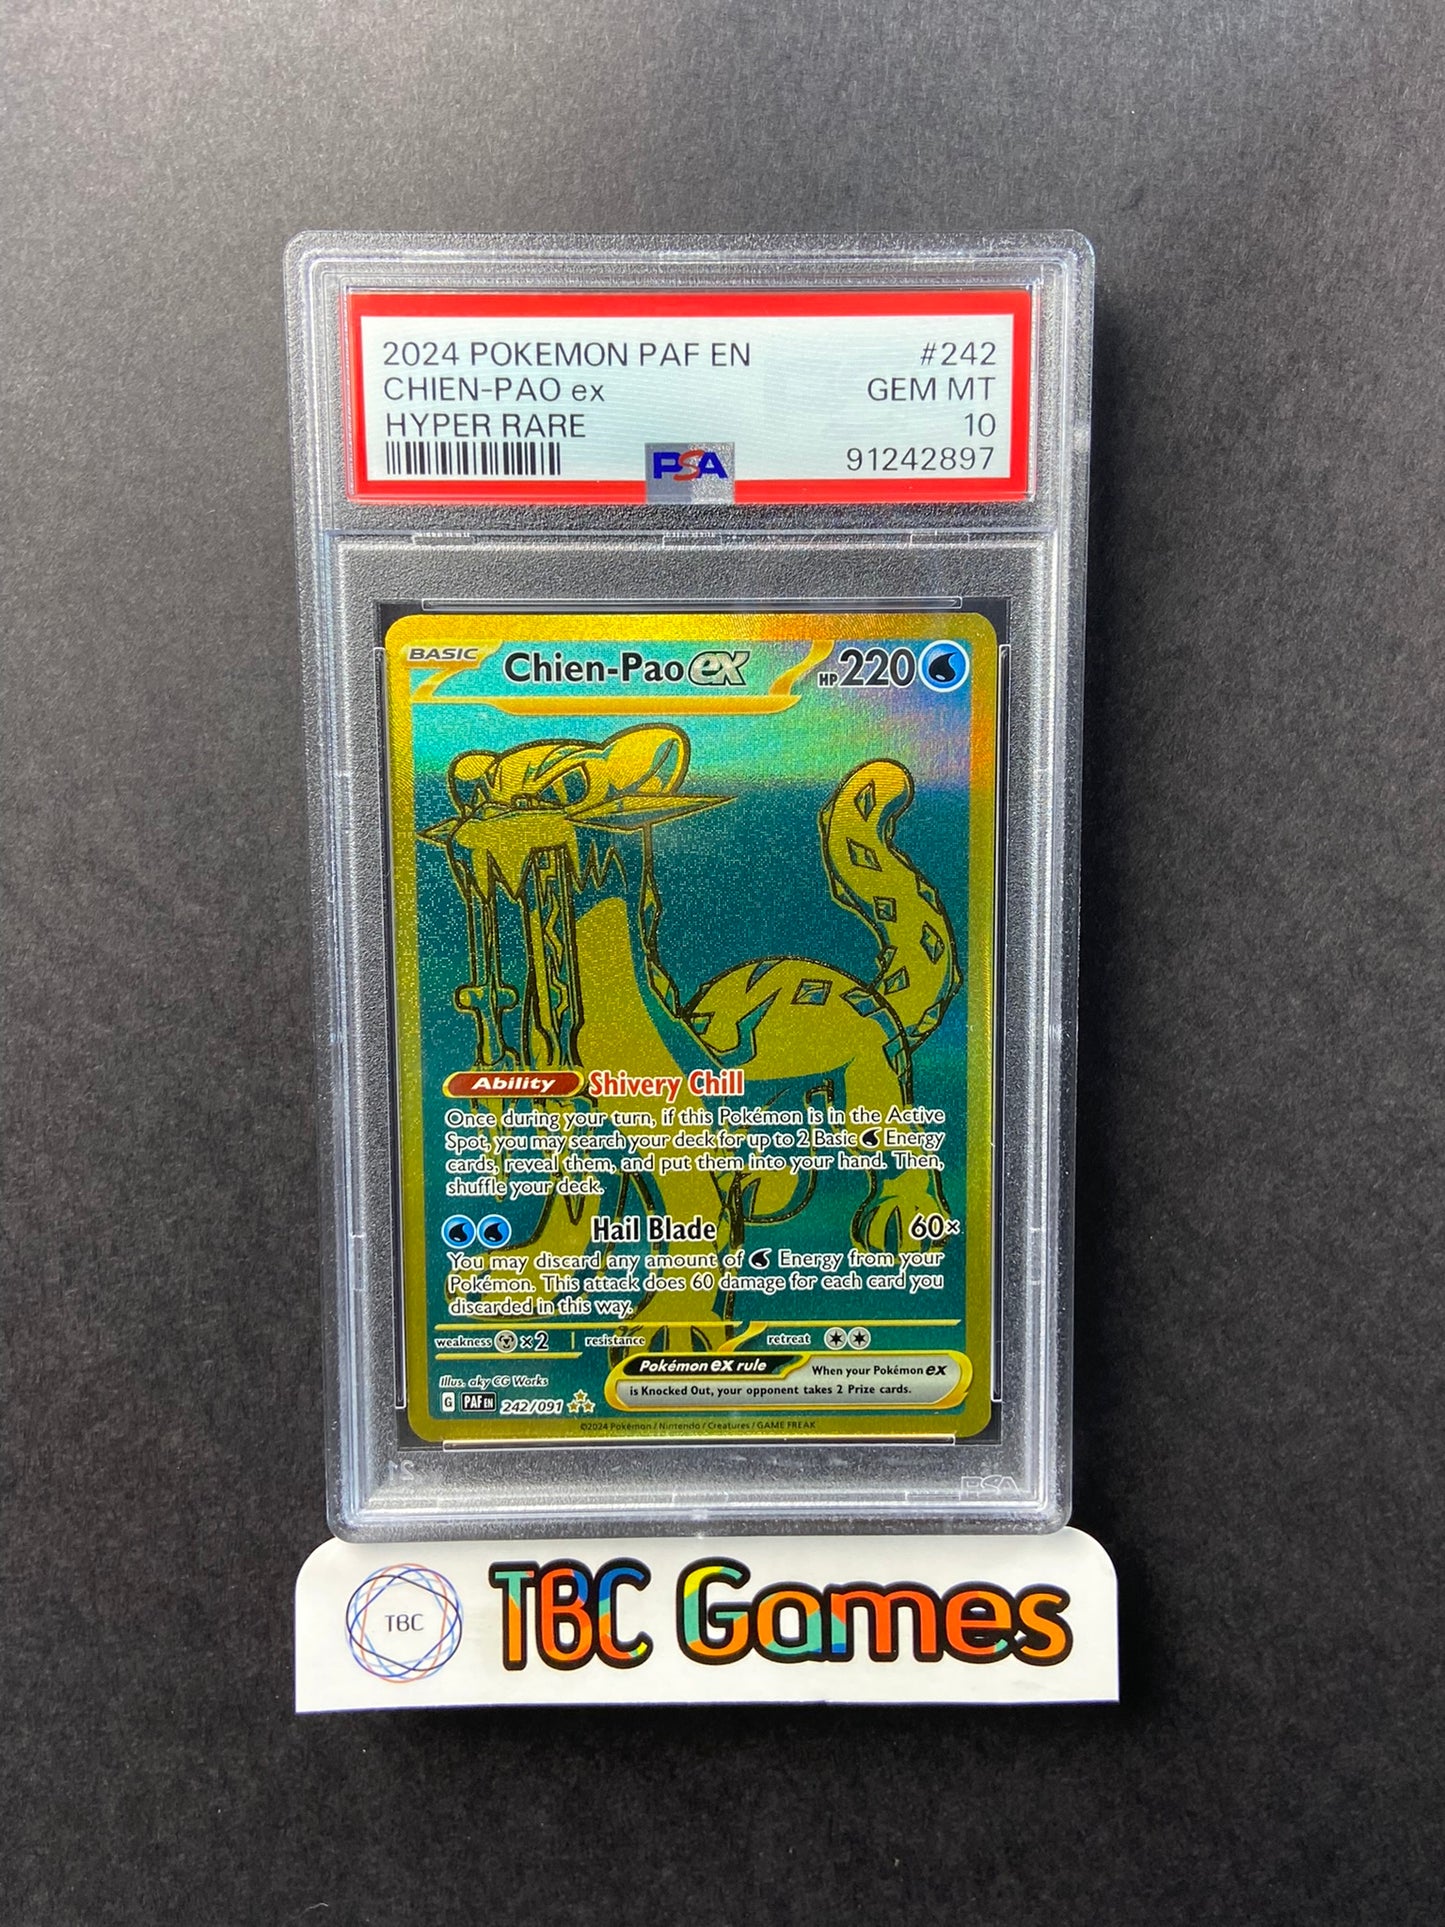 2024 POKEMON PAF EN #242
CHIEN-PAO ex GEM MT
HYPER RARE 10
PSA 91242897
BASIC Chien-Pao ex HP 220
Ability Shivery Chill
Once during your turn, if this Pokémon is in the Active
Spot, you may search your deck for up to 2 Basic Energy
cards, reveal them, and put them into your hand. Then,
shuffle your deck.
Hail Blade 60×
You may discard any amount of Energy from your
Pokémon. This attack does 60 damage for each card you
discarded in this way.
weakness ×2 resistance retreat
Pokémon ex rule When your Pokémon ex
is Knocked Out, your opponent takes 2 Prize cards.
Illus. aky CG Works
G PAF EN 242/091
©2024 Pokémon / Nintendo / Creatures / GAME FREAK
PSA
TBC TBC Games